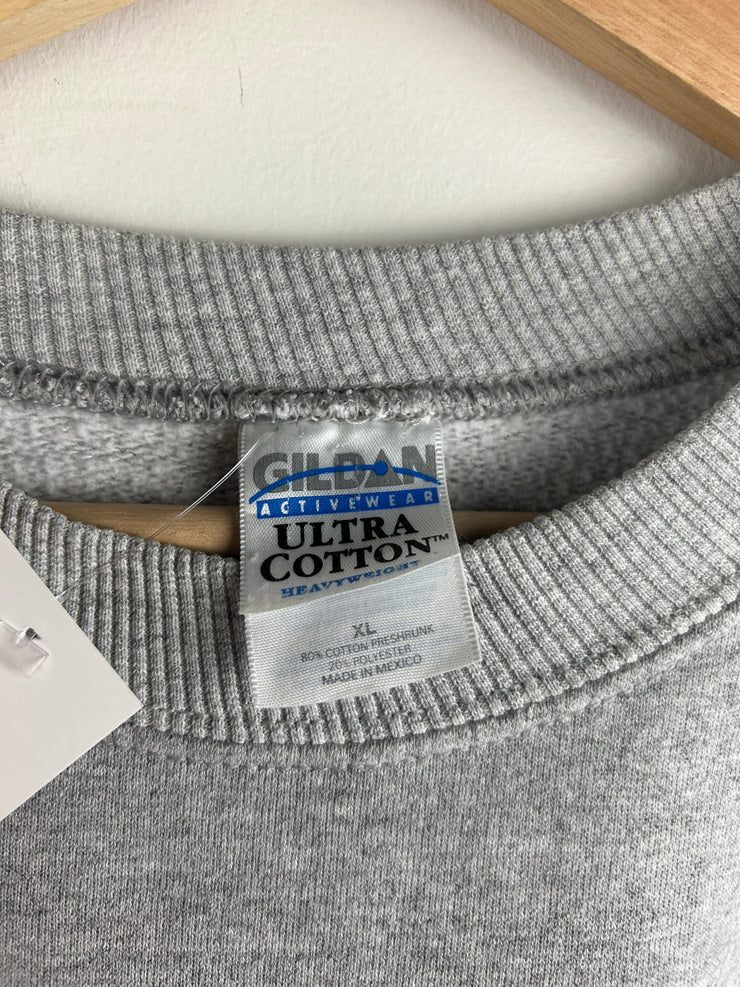 GILDAN
ACTIVEWEAR
ULTRA
COTTON™
HEAVYWEIGHT
XL
80% COTTON PRESHRUNK
20% POLYESTER
MADE IN MEXICO